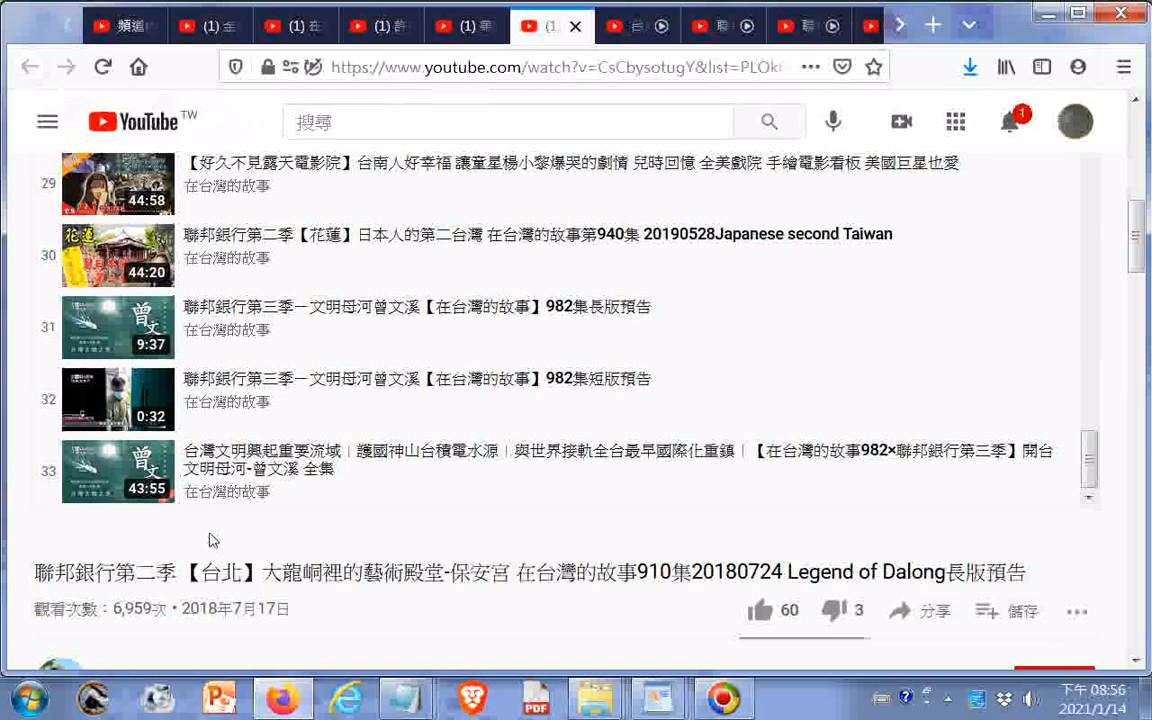 頻道
(1) 全
(1) 在
(1) 許
(1)
台
聯
https://www.youtube.com/watch?v=CsCbysotugY&list=PLOk
YouTube TW
搜尋
1
29
44:58
【好久不見露天電影院】台南人好幸福 讓童星楊小黎爆哭的劇情 兒時回憶 全美戲院 手繪電影看板 美國巨星也愛
在台灣的故事
30
花蓮
44:20
聯邦銀行第二季【花蓮】日本人的第二台灣 在台灣的故事第940集 20190528Japanese second Taiwan
在台灣的故事
31
曾文
9:37
聯邦銀行第三季－文明母河曾文溪【在台灣的故事】982集長版預告
在台灣的故事
32
0:32
聯邦銀行第三季－文明母河曾文溪【在台灣的故事】982集短版預告
在台灣的故事
33
曾文
43:55
台灣文明興起重要流域︱護國神山台積電水源︱與世界接軌全台最早國際化重鎮︱【在台灣的故事982×聯邦銀行第三季】開台
文明母河-曾文溪 全集
在台灣的故事
聯邦銀行第二季 【台北】大龍峒裡的藝術殿堂-保安宮 在台灣的故事910集20180724 Legend of Dalong長版預告
觀看次數：6,959次 • 2018年7月17日
60
3
分享
儲存
PDF
下午 08:56
2021/1/14